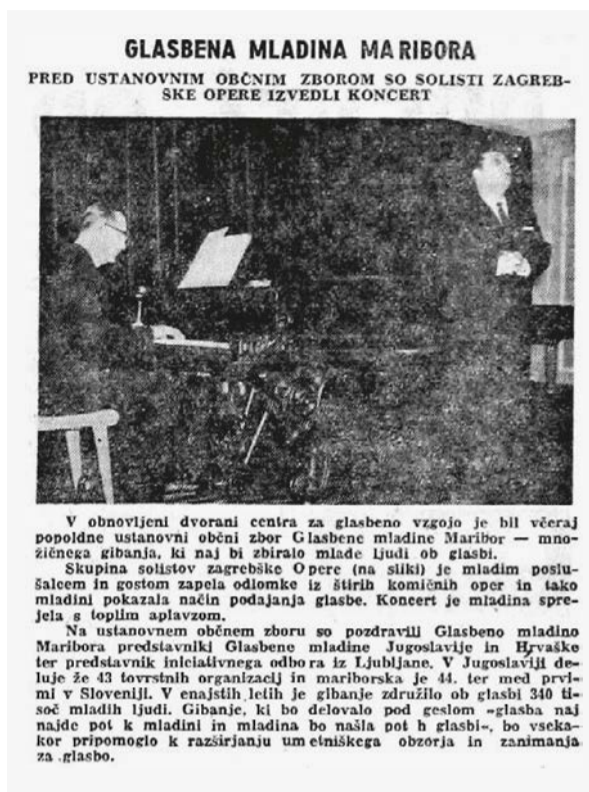 GLASBENA MLADINA MARIBORA
PRED USTANOVNIM OBČNIM ZBOROM SO SOLISTI ZAGREB-
SKE OPERE IZVEDLI KONCERT
V obnovljeni dvorani centra za glasbeno vzgojo je bil včeraj
popoldne ustanovni občni zbor Glasbene mladine Maribor — mno-
žičnega gibanja, ki naj bi zbiralo mlade ljudi ob glasbi.
Skupina solistov zagrebške Opere (na sliki) je mladim poslu-
šalcem in gostom zapela odlomke iz štirih komičnih oper in tako
mladini pokazala način podajanja glasbe. Koncert je mladina spre-
jela s toplim aplavzom.
Na ustanovnem občnem zboru so pozdravili Glasbeno mladino
Maribora predstavniki Glasbene mladine Jugoslavije in Hrvaške
ter predstavnik iniciativnega odbora iz Ljubljane. V Jugoslaviji de-
luje že 43 tovrstnih organizacij in mariborska je 44. ter med prvi-
mi v Sloveniji. V enajstih letih je gibanje združilo ob glasbi 340 ti-
soč mladih ljudi. Gibanje, ki bo delovalo pod geslom »glasba naj
najde pot k mladini in mladina bo našla pot h glasbi«, bo vseka-
kor pripomoglo k razširjanju umetniškega obzorja in zanimanja
za glasbo.